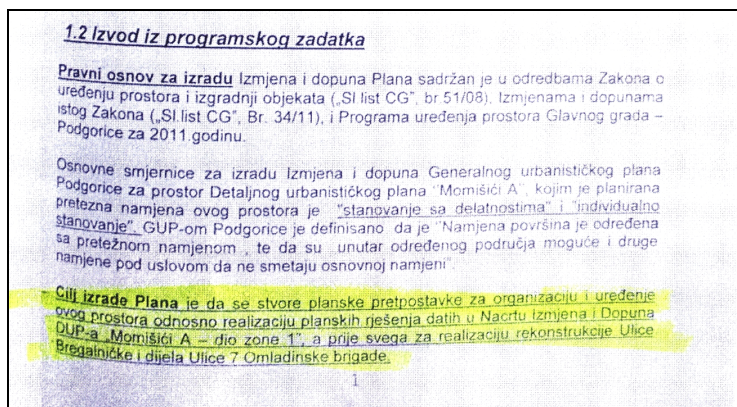 1.2 Izvod iz programskog zadatka
Pravni osnov za izradu Izmjena i dopuna Plana sadržan je u odredbama Zakona o
uređenju prostora i izgradnji objekata („Sl.list CG", br 51/08), Izmjenama i dopunama
istog Zakona („Sl.list CG", Br. 34/11), i Programa uređenja prostora Glavnog grada –
Podgorice za 2011.godinu.
Osnovne smjernice za izradu Izmjena i dopuna Generalnog urbanističkog plana
Podgorice za prostor Detaljnog urbanističkog plana "Momišići A", kojim je planirana
pretezna namjena ovog prostora je "stanovanje sa delatnostima" i "individualno
stanovanje". GUP-om Podgorice je definisano da je "Namjena površina je određena
sa pretežnom namjenom , te da su unutar određenog područja moguće i druge
namjene pod uslovom da ne smetaju osnovnoj namjeni".
Cilj izrade Plana je da se stvore planske pretpostavke za organizaciju i uređenje
ovog prostora odnosno realizaciju planskih rješenja datih u Nacrtu Izmjena i Dopuna
DUP-a „Momišići A – dio zone 1", a prije svega za realizaciju rekonstrukcije Ulice
Bregalničke i dijela Ulice 7 Omladinske brigade.
1